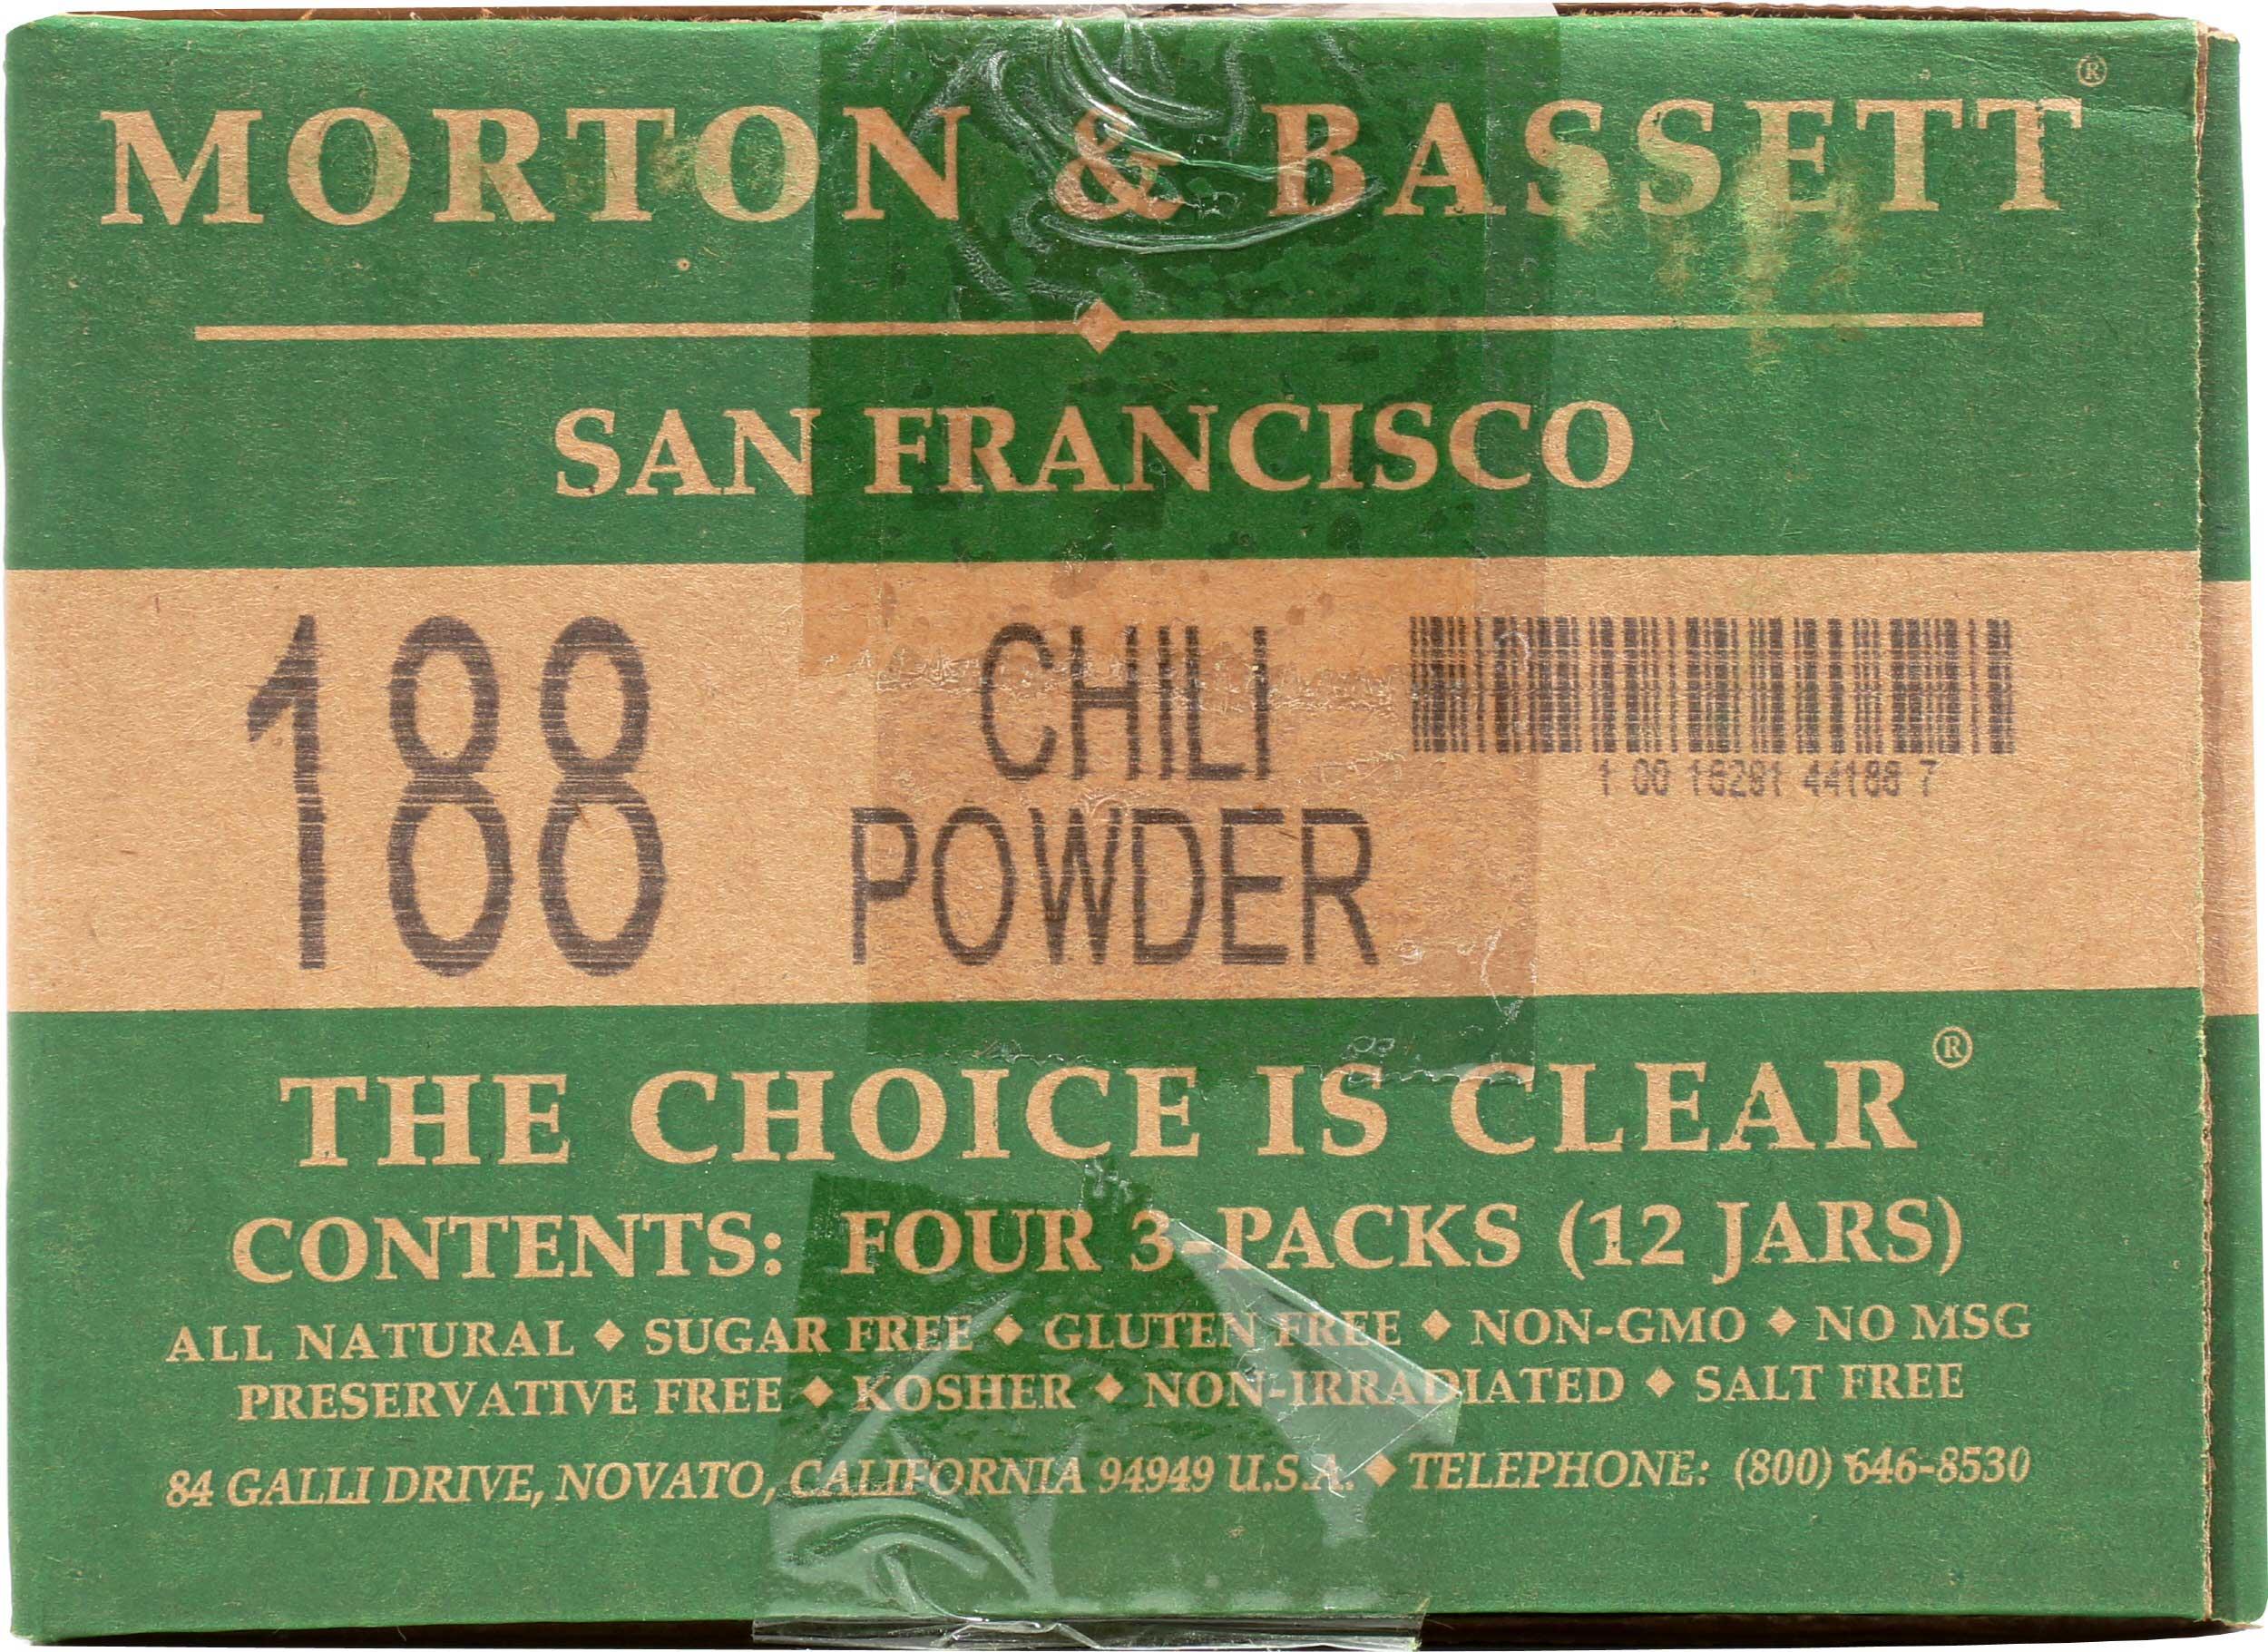 MORTON & BASSETT®
SAN FRANCISCO
188 CHILI POWDER
1 00 16291 44188 7
THE CHOICE IS CLEAR®
CONTENTS: FOUR 3-PACKS (12 JARS)
ALL NATURAL ◆ SUGAR FREE ◆ GLUTEN FREE ◆ NON-GMO ◆ NO MSG
PRESERVATIVE FREE ◆ KOSHER ◆ NON-IRRADIATED ◆ SALT FREE
84 GALLI DRIVE, NOVATO, CALIFORNIA 94949 U.S.A. ◆ TELEPHONE: (800) 646-8530